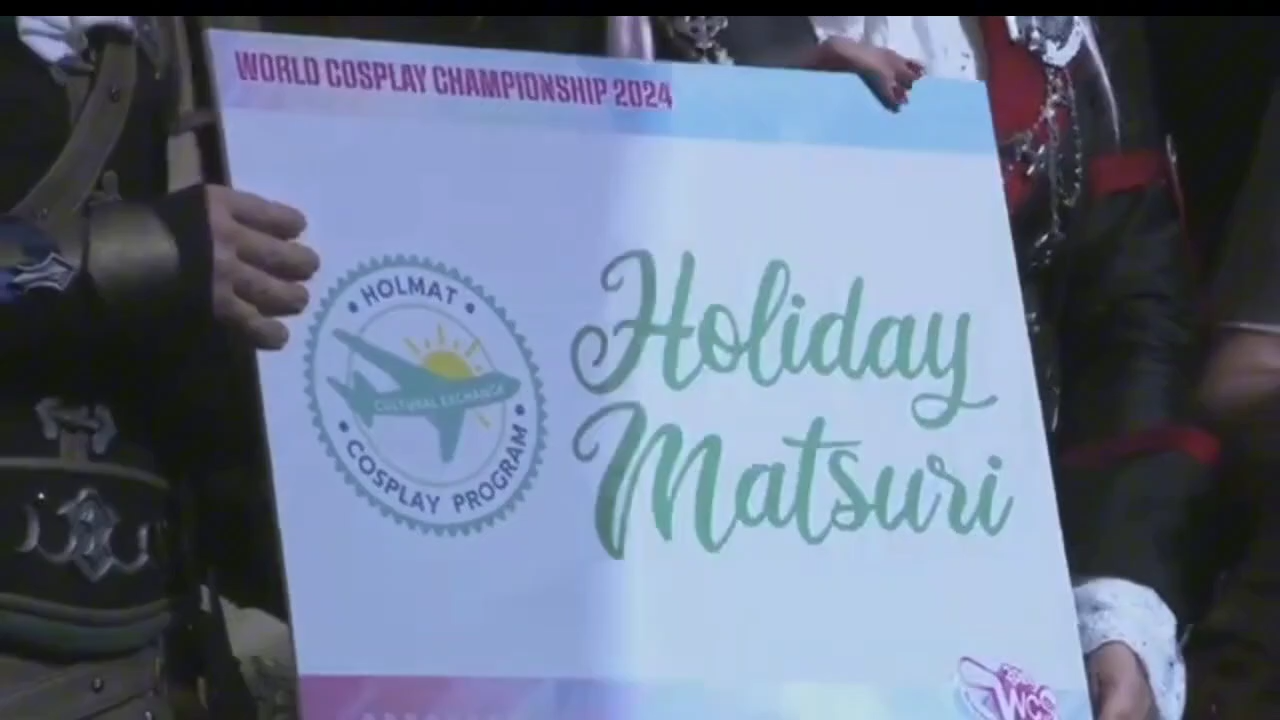 WORLD COSPLAY CHAMPIONSHIP 2024
HOLMAT
CULTURAL EXCHANGE
COSPLAY PROGRAM
Holiday
Matsuri
WCS